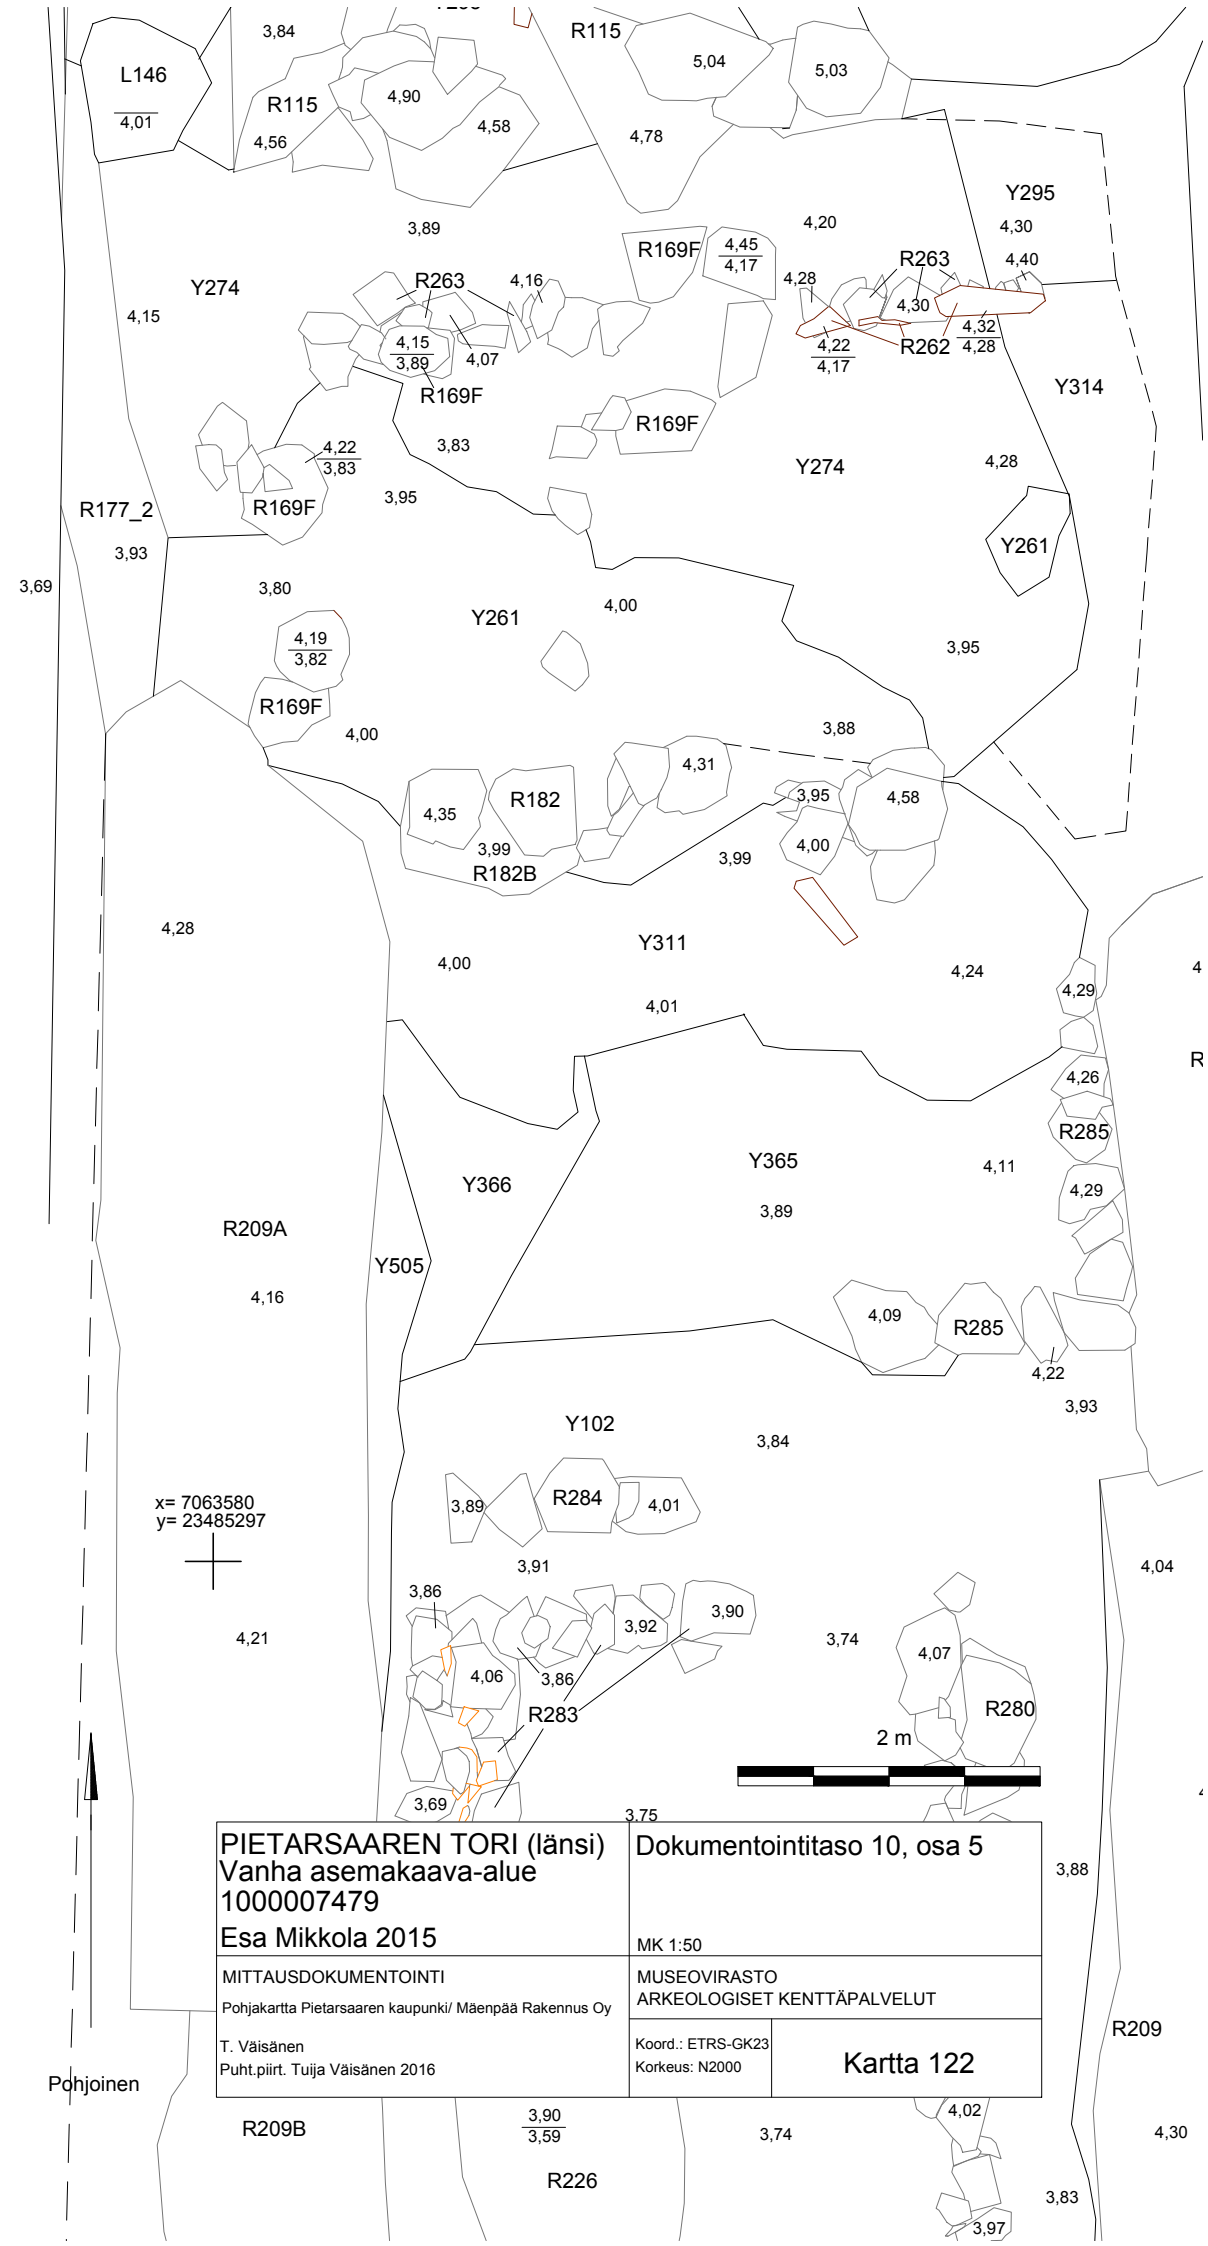 3,84
R115
L146
5,04
5,03
4,90
R115
4,01
4,56
4,58
4,78
Y295
3,89
4,20
4,30
R169F
4,45
4,17
R263
4,40
Y274
R263
4,16
4,28
4,15
4,30
4,15
3,89
4,07
4,22
4,17
R262
4,32
4,28
R169F
Y314
R169F
4,22
3,83
3,83
Y274
4,28
3,95
R177_2
R169F
3,93
Y261
3,69
3,80
4,00
Y261
4,19
3,82
3,95
R169F
4,00
3,88
4,31
4,35
R182
3,95
4,58
3,99
3,99
4,00
R182B
4,28
Y311
4,00
4,24
4
4,29
4,01
R
4,26
R285
Y365
4,11
Y366
4,29
3,89
R209A
Y505
4,16
4,09
R285
4,22
3,93
Y102
3,84
x= 7063580
y= 23485297
3,89
R284
4,01
3,91
4,04
3,86
3,90
3,92
4,21
3,74
4,07
4,06
3,86
R283
R280
2 m
3,69
3,75
PIETARSAAREN TORI (länsi)
Vanha asemakaava-alue
1000007479
Esa Mikkola 2015
Dokumentointitaso 10, osa 5
MK 1:50
3,88
MITTAUSDOKUMENTOINTI
Pohjakartta Pietarsaaren kaupunki/ Mäenpää Rakennus Oy
T. Väisänen
Puht.piirt. Tuija Väisänen 2016
MUSEOVIRASTO
ARKEOLOGISET KENTTÄPALVELUT
Koord.: ETRS-GK23
Korkeus: N2000
Kartta 122
R209
Pohjoinen
R209B
3,90
3,59
3,74
4,02
4,30
R226
3,83
3,97